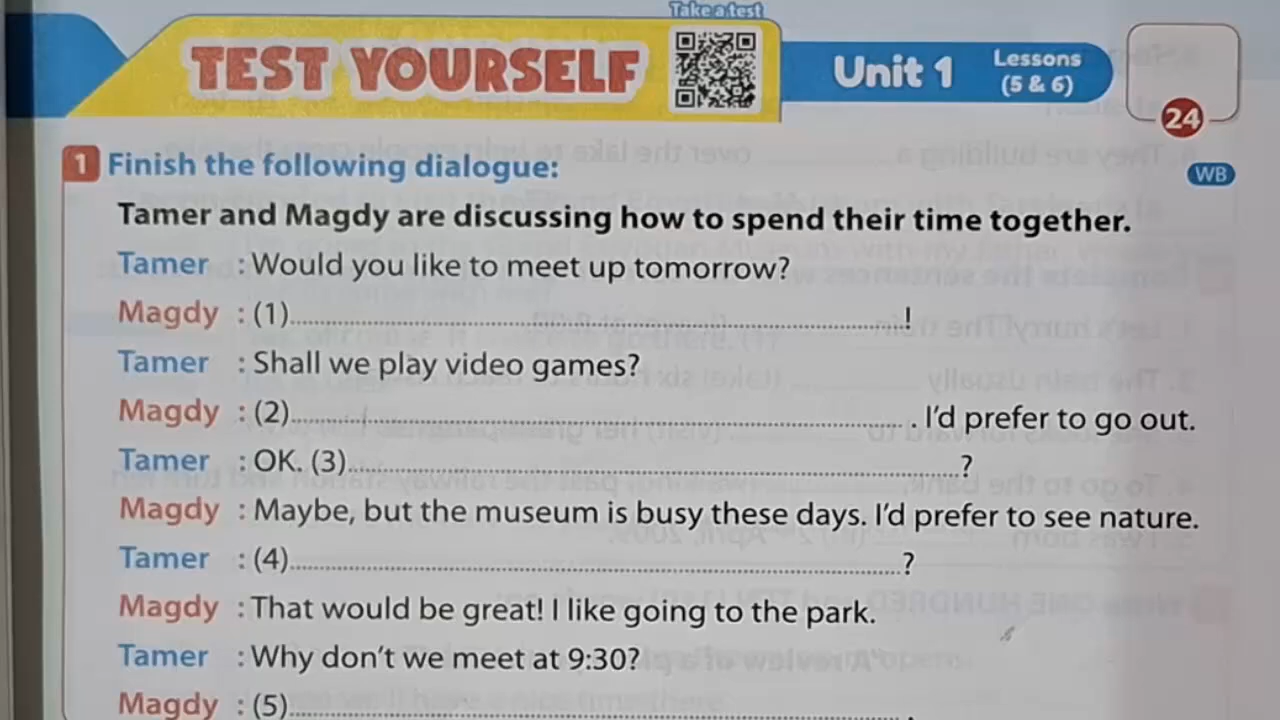 Take a test
TEST YOURSELF
Unit 1
Lessons
(5 & 6)
24
1 Finish the following dialogue:
WB
Tamer and Magdy are discussing how to spend their time together.
Tamer : Would you like to meet up tomorrow?
Magdy : (1)........................................!
Tamer : Shall we play video games?
Magdy : (2)......................................... I'd prefer to go out.
Tamer : OK. (3)........................................?
Magdy : Maybe, but the museum is busy these days. I'd prefer to see nature.
Tamer : (4)........................................?
Magdy : That would be great! I like going to the park.
Tamer : Why don't we meet at 9:30?
Magdy : (5).........................................